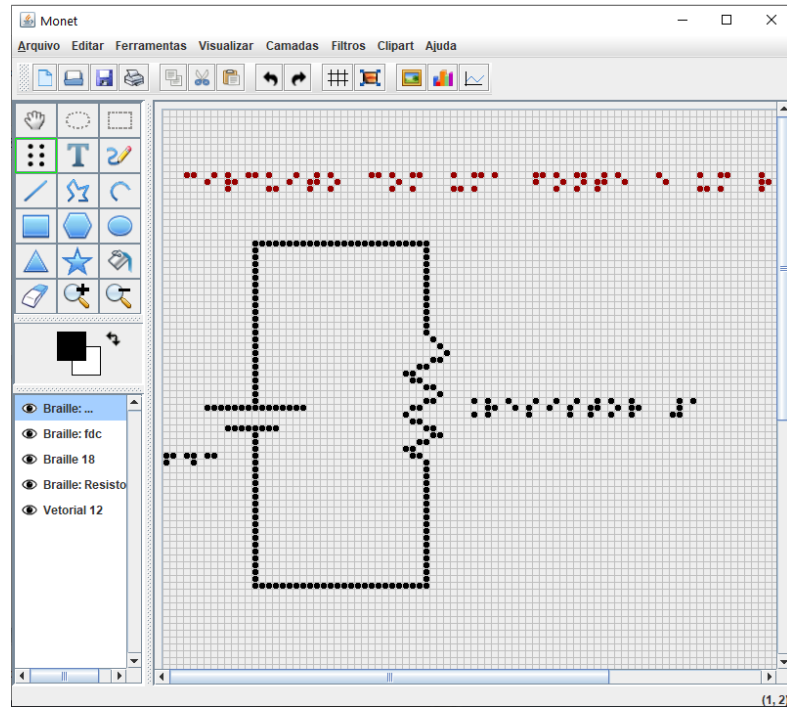 Monet
Arquivo Editar Ferramentas Visualizar Camadas Filtros Clipart Ajuda
T
Braille: ...
Braille: fdc
Braille 18
Braille: Resisto
Vetorial 12
(1, 2)